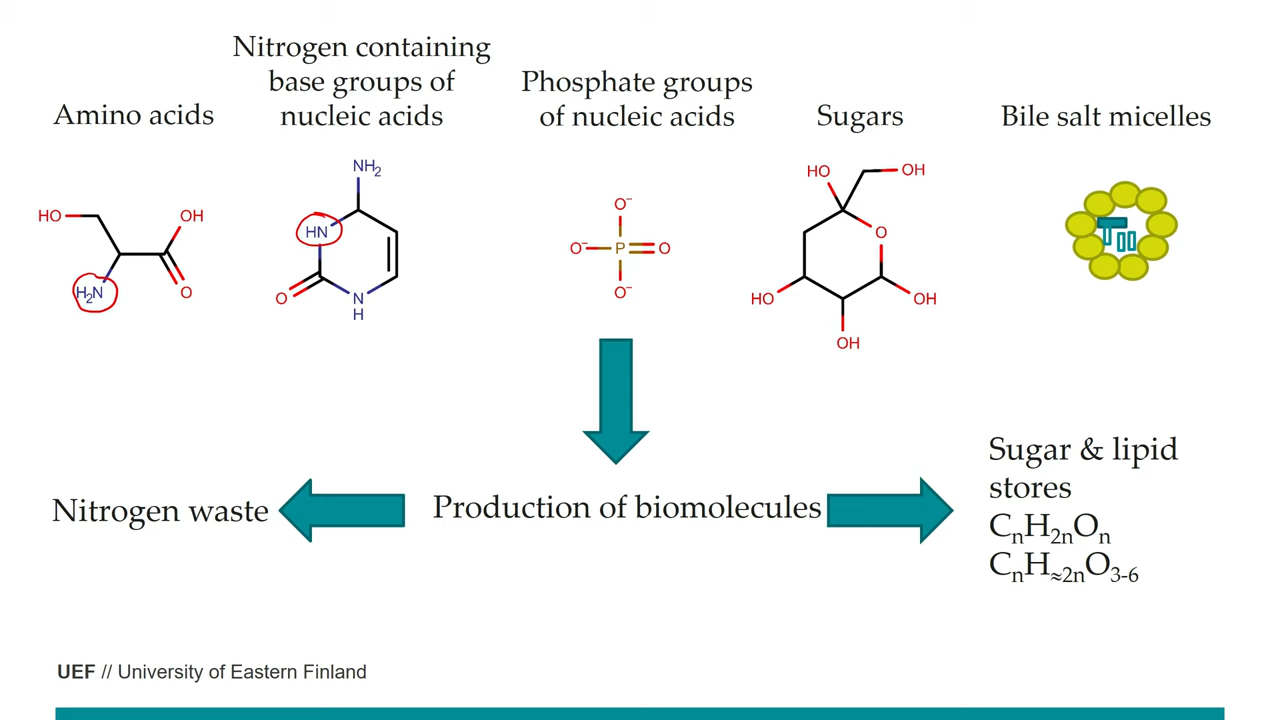 Nitrogen containing
base groups of
nucleic acids
Amino acids
Phosphate groups
of nucleic acids
Sugars
Bile salt micelles
HO
OH
H₂N
O
NH₂
HN
O
N
H
O⁻
O⁻
P
O
O⁻
HO
OH
O
HO
OH
OH
Nitrogen waste
Production of biomolecules
Sugar & lipid
stores
CₙH₂ₙOₙ
CₙH≈₂ₙO₃₋₆
UEF // University of Eastern Finland